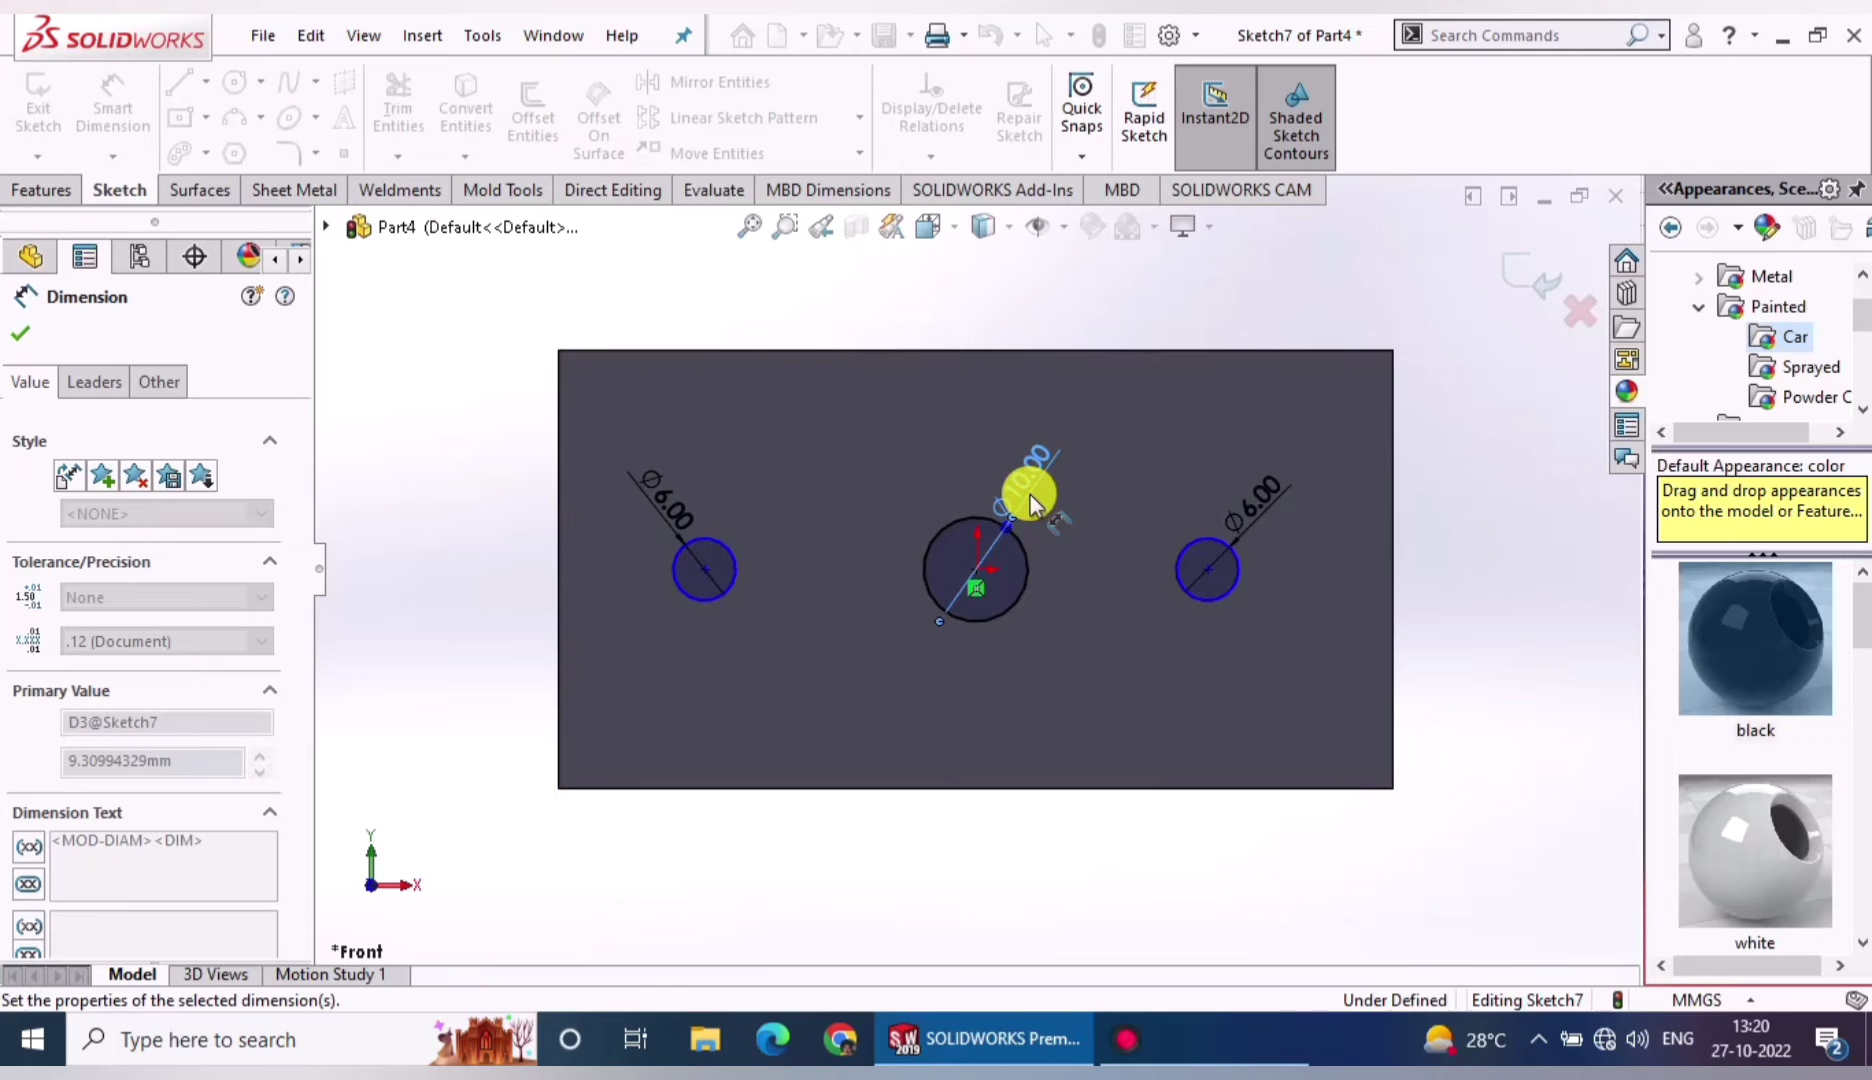 SOLIDWORKS
File Edit View Insert Tools Window Help
Sketch7 of Part4 *
Search Commands
Exit Sketch
Smart Dimension
Trim Entities
Convert Entities
Offset Entities
Offset On Surface
Mirror Entities
Linear Sketch Pattern
Move Entities
Display/Delete Relations
Repair Sketch
Quick Snaps
Rapid Sketch
Instant2D
Shaded Sketch Contours
Features Sketch Surfaces Sheet Metal Weldments Mold Tools Direct Editing Evaluate MBD Dimensions SOLIDWORKS Add-Ins MBD SOLIDWORKS CAM
«Appearances, Sce...
Part4 (Default<<Default>...
Dimension
Value Leaders Other
Style
<NONE>
Tolerance/Precision
None
.12 (Document)
Primary Value
D3@Sketch7
9.30994329mm
Dimension Text
<MOD-DIAM><DIM>
∅6.00
∅10.00
∅6.00
Y
X
*Front
Metal
Painted
Car
Sprayed
Powder C
Default Appearance: color
Drag and drop appearances
onto the model or Feature...
black
white
Model 3D Views Motion Study 1
Set the properties of the selected dimension(s).
Under Defined Editing Sketch7 MMGS
Type here to search
SW 2019
SOLIDWORKS Prem...
28°C
ENG
13:20
27-10-2022
2